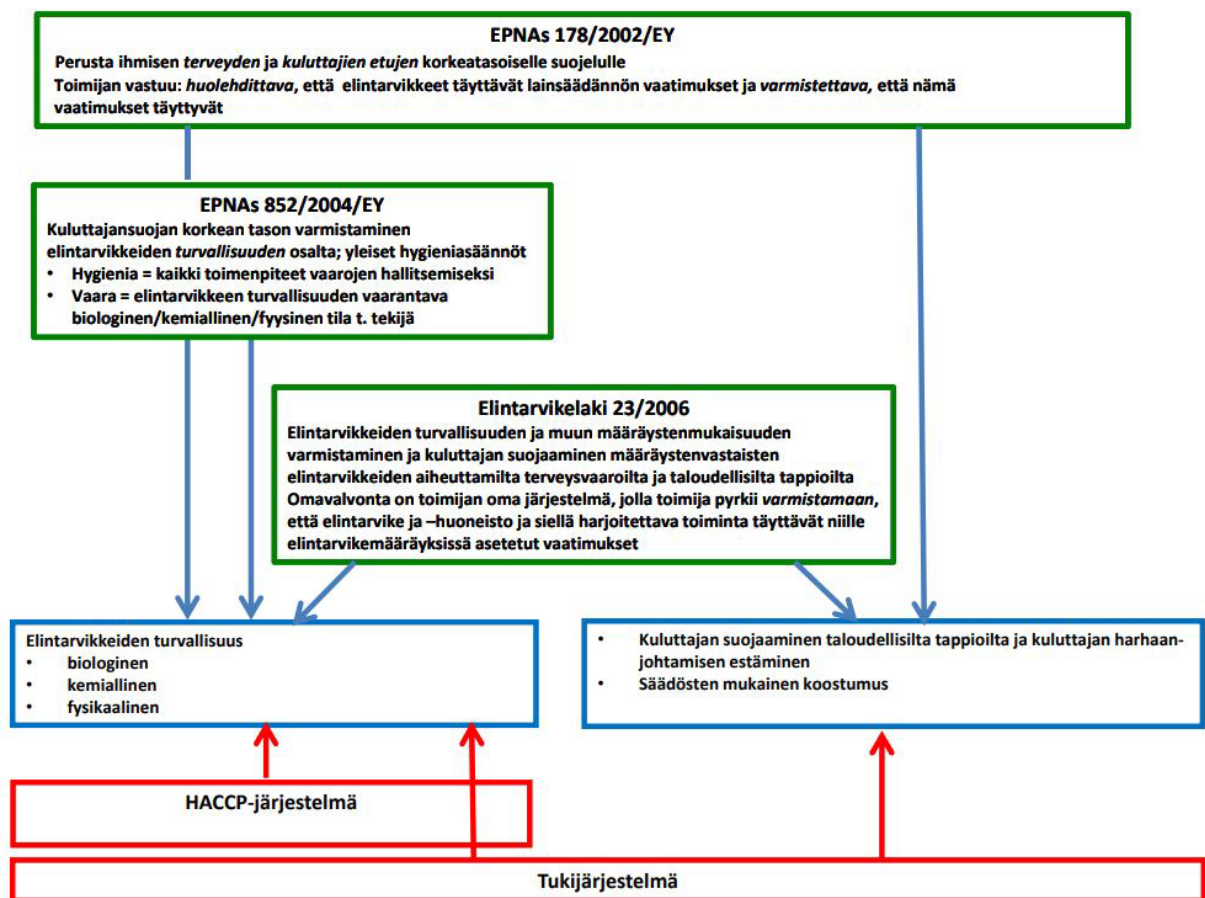 EPNAs 178/2002/EY
Perusta ihmisen terveyden ja kuluttajien etujen korkeatasoiselle suojelulle
Toimijan vastuu: huolehdittava, että elintarvikkeet täyttävät lainsäädännön vaatimukset ja varmistettava, että nämä
vaatimukset täyttyvät
EPNAs 852/2004/EY
Kuluttajansuojan korkean tason varmistaminen
elintarvikkeiden turvallisuuden osalta; yleiset hygieniasäännöt
• Hygienia = kaikki toimenpiteet vaarojen hallitsemiseksi
• Vaara = elintarvikkeen turvallisuuden vaarantava
biologinen/kemiallinen/fyysinen tila t. tekijä
Elintarvikelaki 23/2006
Elintarvikkeiden turvallisuuden ja muun määräystenmukaisuuden
varmistaminen ja kuluttajan suojaaminen määräystenvastaisten
elintarvikkeiden aiheuttamilta terveysvaaroilta ja taloudellisilta tappioilta
Omavalvonta on toimijan oma järjestelmä, jolla toimija pyrkii varmistamaan,
että elintarvike ja –huoneisto ja siellä harjoitettava toiminta täyttävät niille
elintarvikemääräyksissä asetetut vaatimukset
Elintarvikkeiden turvallisuus
• biologinen
• kemiallinen
• fysikaalinen
• Kuluttajan suojaaminen taloudellisilta tappioilta ja kuluttajan harhaan-
johtamisen estäminen
• Säädösten mukainen koostumus
HACCP-järjestelmä
Tukijärjestelmä